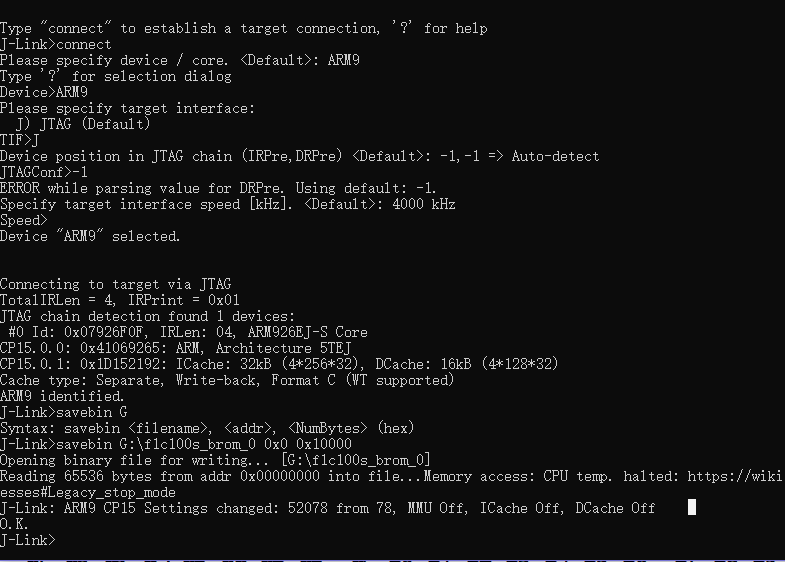 Type "connect" to establish a target connection, '?' for help
J-Link>connect
Please specify device / core. <Default>: ARM9
Type '?' for selection dialog
Device>ARM9
Please specify target interface:
  J) JTAG (Default)
TIF>J
Device position in JTAG chain (IRPre,DRPre) <Default>: -1,-1 => Auto-detect
JTAGConf>-1
ERROR while parsing value for DRPre. Using default: -1.
Specify target interface speed [kHz]. <Default>: 4000 kHz
Speed>
Device "ARM9" selected.
Connecting to target via JTAG
TotalIRLen = 4, IRPrint = 0x01
JTAG chain detection found 1 devices:
 #0 Id: 0x07926F0F, IRLen: 04, ARM926EJ-S Core
CP15.0.0: 0x41069265: ARM, Architecture 5TEJ
CP15.0.1: 0x1D152192: ICache: 32kB (4*256*32), DCache: 16kB (4*128*32)
Cache type: Separate, Write-back, Format C (WT supported)
ARM9 identified.
J-Link>savebin G
Syntax: savebin <filename>, <addr>, <NumBytes> (hex)
J-Link>savebin G:\f1c100s_brom_0 0x0 0x10000
Opening binary file for writing... [G:\f1c100s_brom_0]
Reading 65536 bytes from addr 0x00000000 into file...Memory access: CPU temp. halted: https://wiki
esses#Legacy_stop_mode
J-Link: ARM9 CP15 Settings changed: 52078 from 78, MMU Off, ICache Off, DCache Off
O.K.
J-Link>